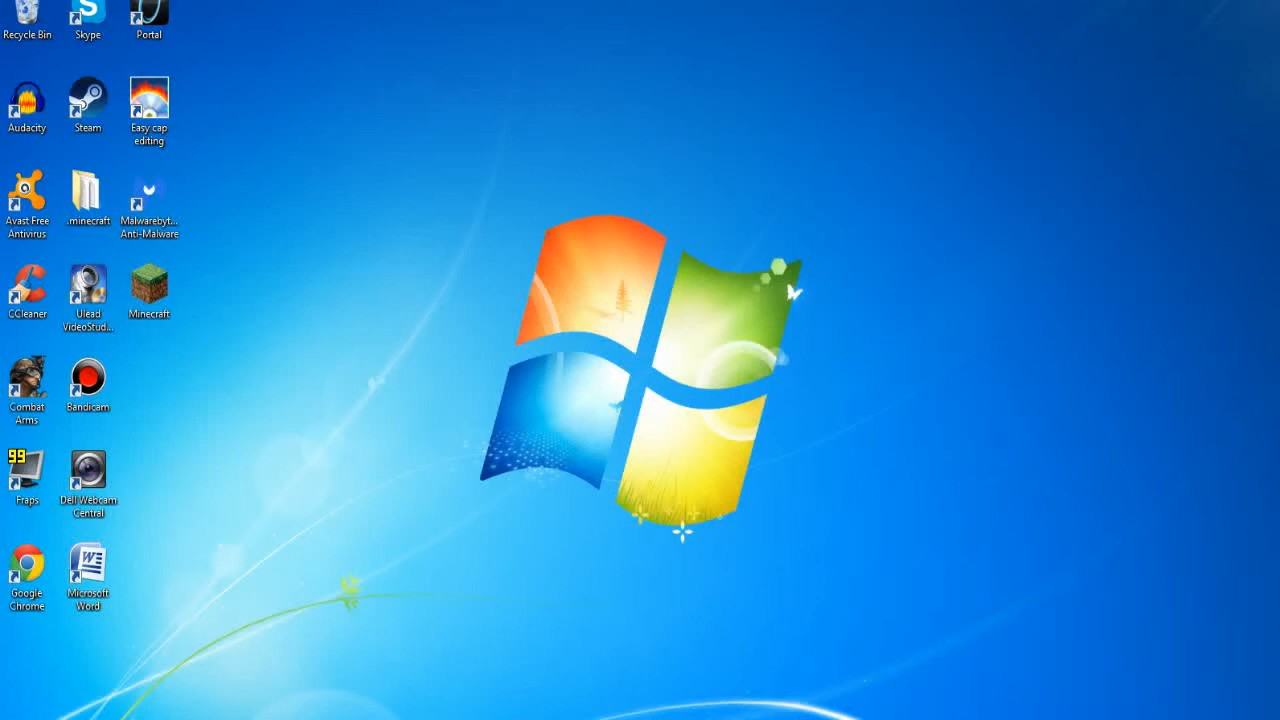 Recycle Bin
Skype
Portal
Audacity
Steam
Easy cap
editing
Avast Free
Antivirus
.minecraft
Malwarebyt...
Anti-Malware
CCleaner
Ulead
VideoStud...
Minecraft
Combat
Arms
Bandicam
99
Fraps
Dell Webcam
Central
Google
Chrome
Microsoft
Word